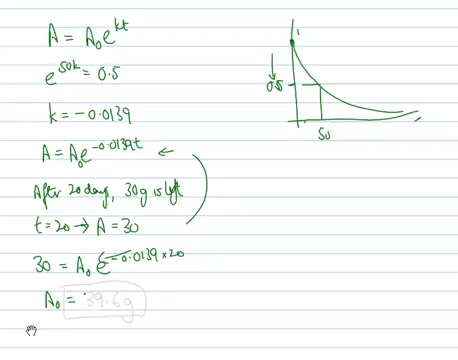 A = A₀e^kt
e^50k = 0.5
k = -0.0139
A = A₀e^-0.0139t
After 20 days, 30g is left
t = 20 → A = 30
30 = A₀ e^-0.0139 × 20
A₀ = 39.6g
1
0.5
50